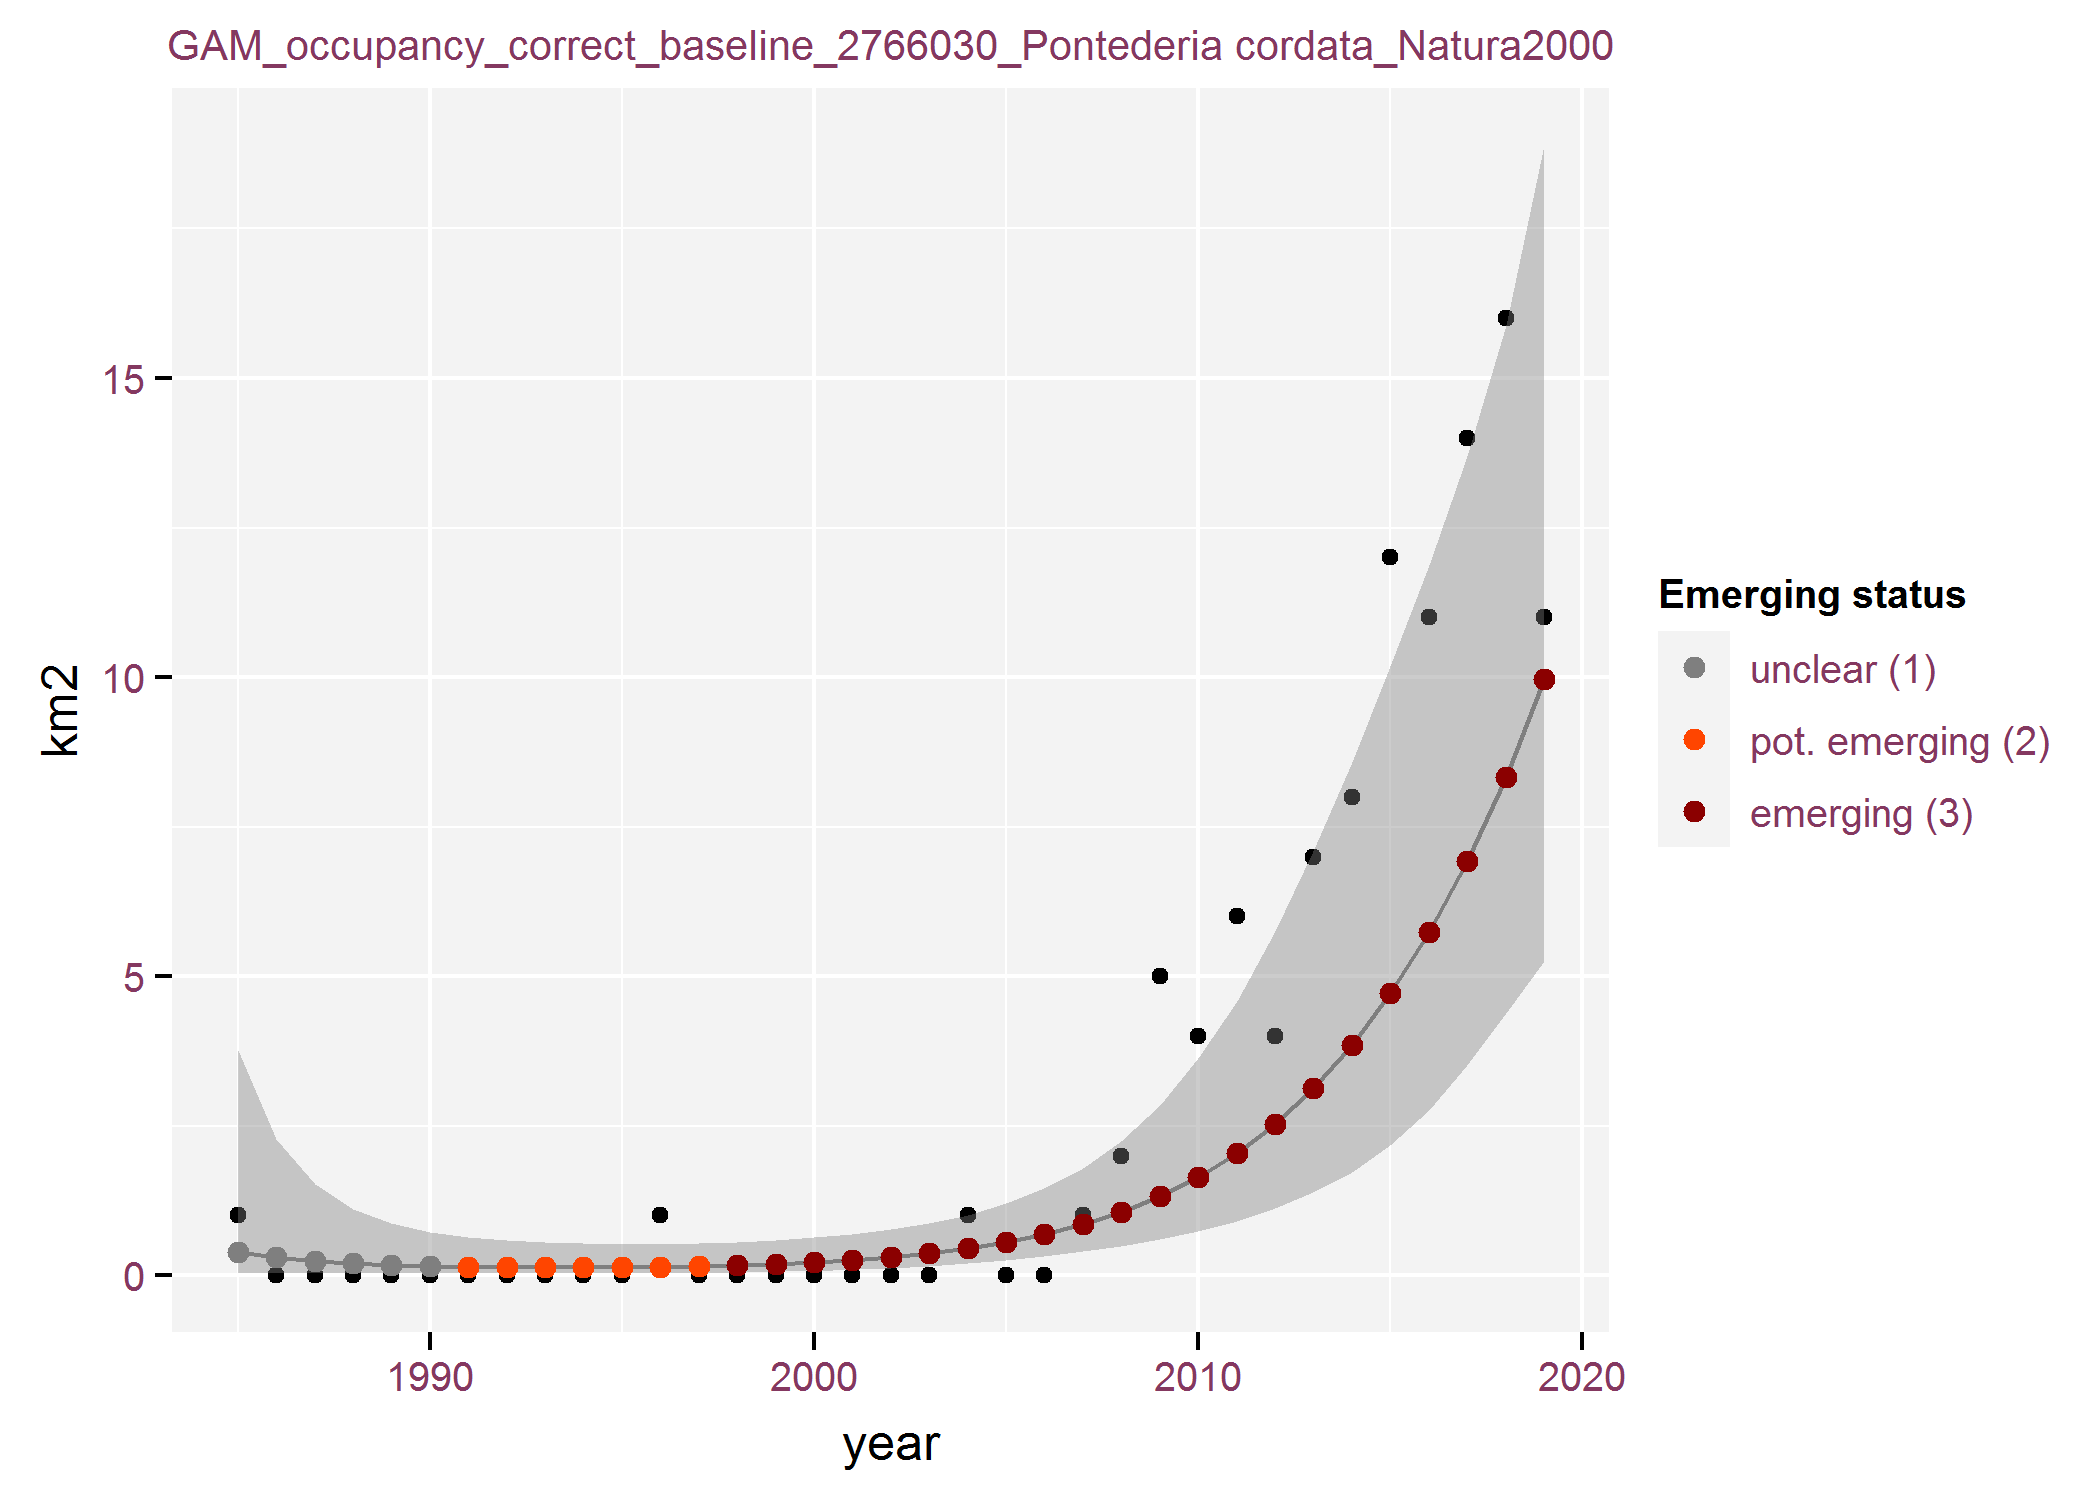 GAM_occupancy_correct_baseline_2766030_Pontederia cordata_Natura2000
km2
15
10
5
0
1990
2000
2010
2020
year
Emerging status
unclear (1)
pot. emerging (2)
emerging (3)